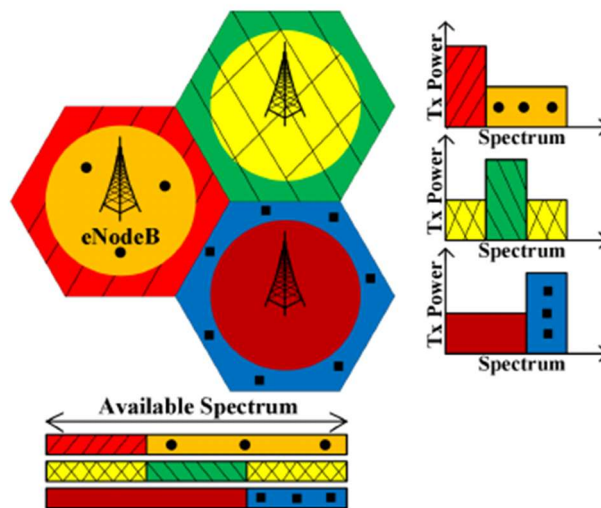 eNodeB
Tx Power
Spectrum
Tx Power
Spectrum
Tx Power
Spectrum
Available Spectrum